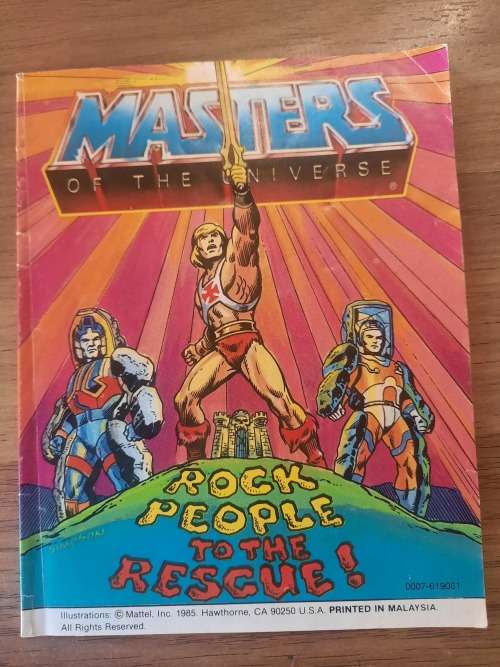 MASTERS
OF THE UNIVERSE ®
ROCK
PEOPLE
TO THE
RESCUE!
0007-619061
Illustrations: © Mattel, Inc. 1985. Hawthorne, CA 90250 U.S.A. PRINTED IN MALAYSIA.
All Rights Reserved.